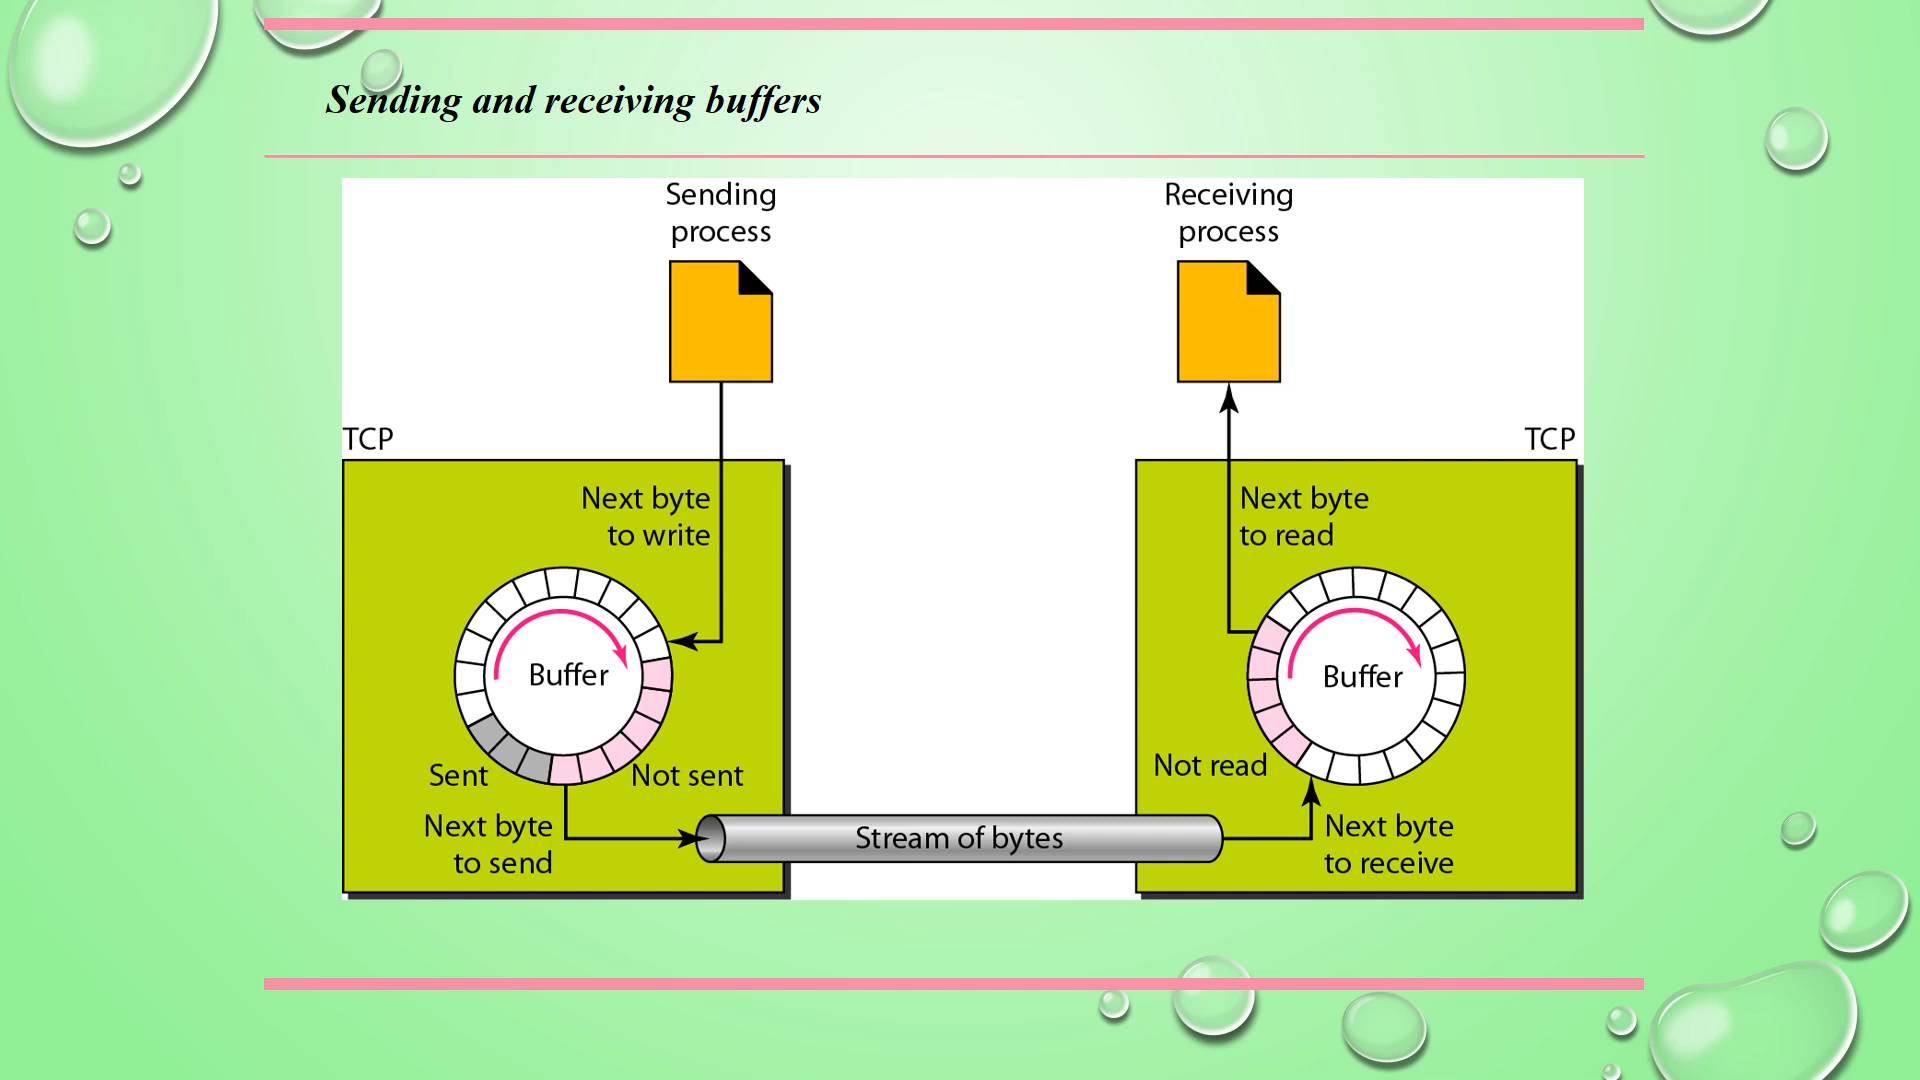 Sending and receiving buffers
Sending
process
Receiving
process
TCP
TCP
Next byte
to write
Next byte
to read
Buffer
Buffer
Sent
Not sent
Not read
Next byte
to send
Stream of bytes
Next byte
to receive